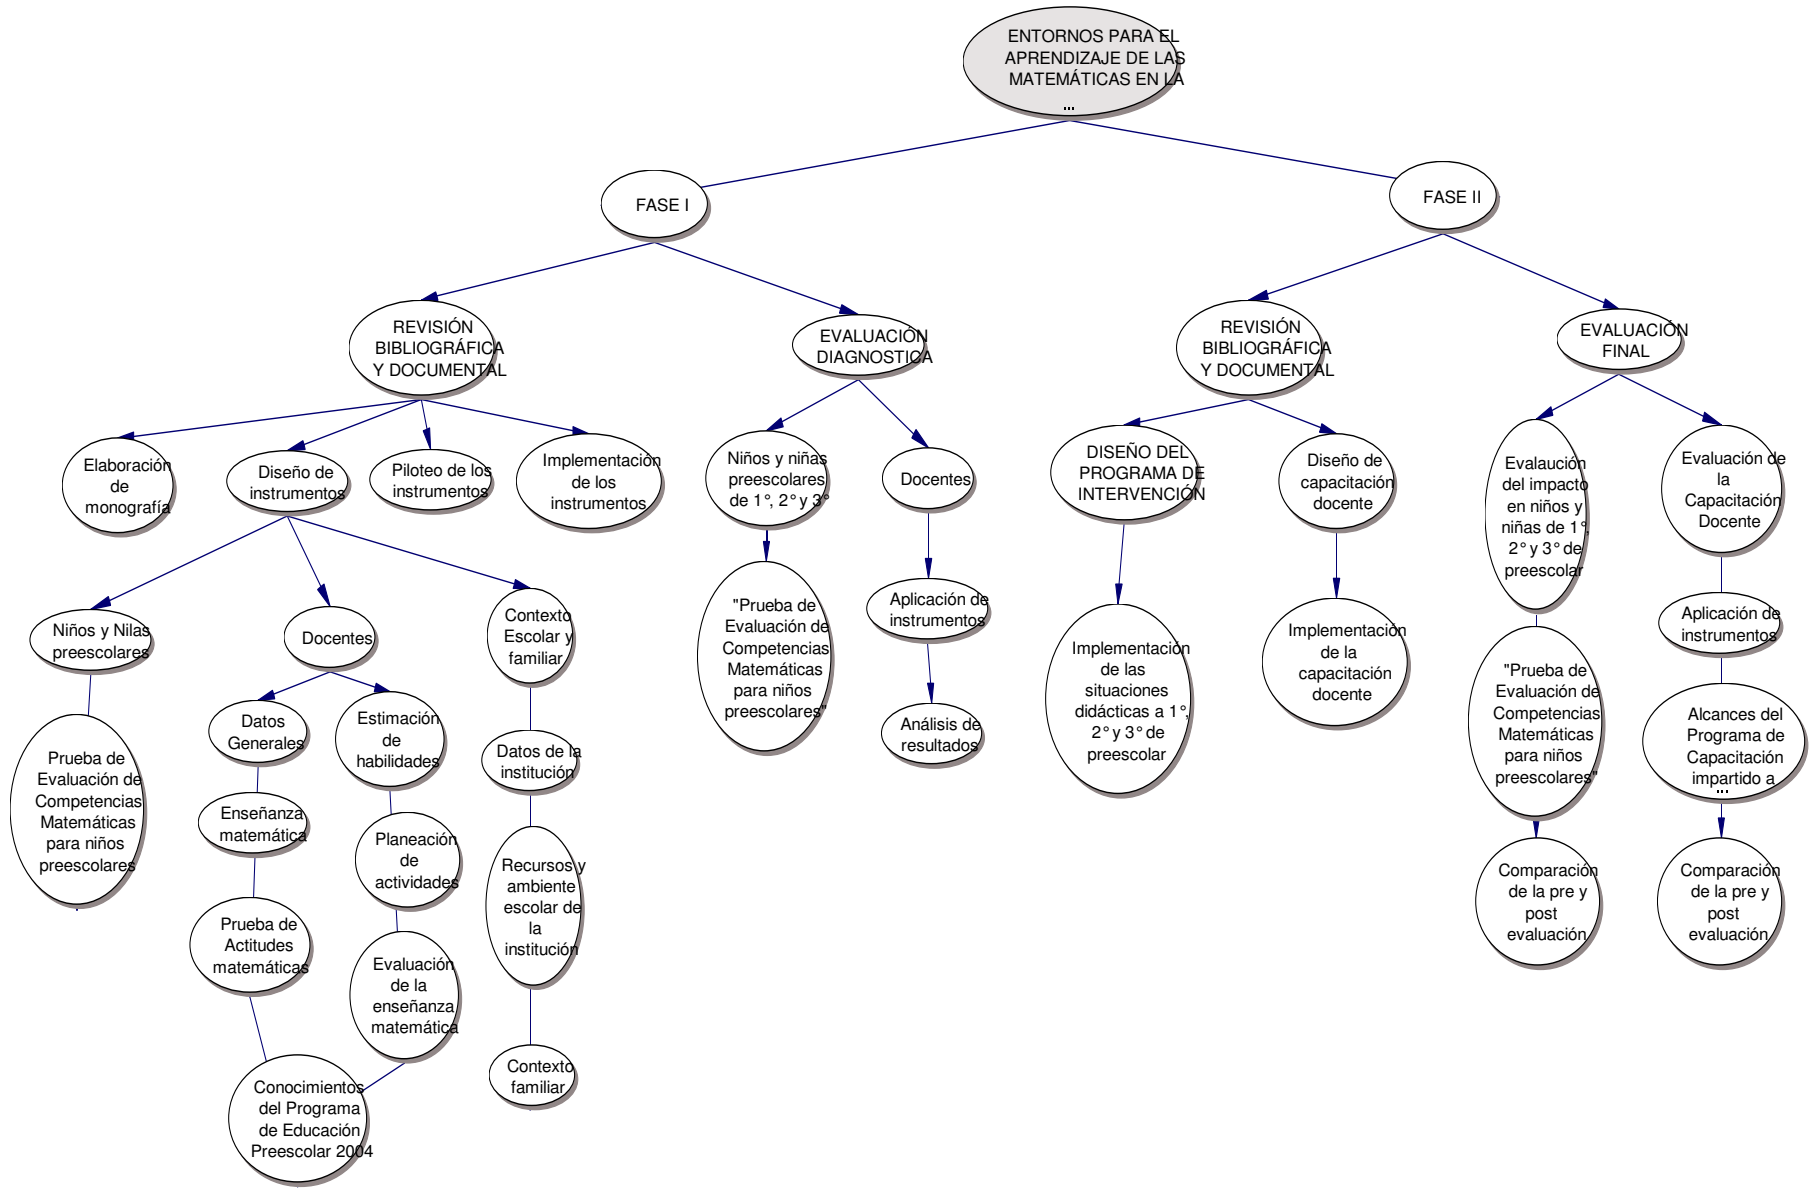 ENTORNOS PARA EL
APRENDIZAJE DE LAS
MATEMÁTICAS EN LA
...
FASE I
FASE II
REVISIÓN
BIBLIOGRÁFICA
Y DOCUMENTAL
EVALUACIÓN
DIAGNOSTICA
REVISIÓN
BIBLIOGRÁFICA
Y DOCUMENTAL
EVALUACIÓN
FINAL
Elaboración
de
monografía
Diseño de
instrumentos
Piloteo de los
instrumentos
Implementación
de los
instrumentos
Niños y niñas
preescolares
de 1°, 2° y 3°
Docentes
DISEÑO DEL
PROGRAMA DE
INTERVENCIÓN
Diseño de
capacitación
docente
Evalaución
del impacto
en niños y
niñas de 1°,
2° y 3° de
preescolar
Evaluación de
la
Capacitación
Docente
Niños y Nilas
preescolares
Docentes
Contexto
Escolar y
familiar
"Prueba de
Evaluación de
Competencias
Matemáticas
para niños
preescolares"
Aplicación de
instrumentos
Implementación
de las
situaciones
didácticas a 1°,
2° y 3° de
preescolar
Implementación
de la
capacitación
docente
"Prueba de
Evaluación de
Competencias
Matemáticas
para niños
preescolares"
Aplicación de
instrumentos
Prueba de
Evaluación de
Competencias
Matemáticas
para niños
preescolares
Datos
Generales
Estimación
de
habilidades
Datos de la
institución
Análisis de
resultados
Alcances del
Programa de
Capacitación
impartido a
...
Enseñanza
matemática
Planeación
de
actividades
Recursos y
ambiente
escolar de
la
institución
Comparación
de la pre y
post
evaluación
Comparación
de la pre y
post
evaluación
Prueba de
Actitudes
matemáticas
Evaluación
de la
enseñanza
matemática
Contexto
familiar
Conocimientos
del Programa
de Educación
Preescolar 2004